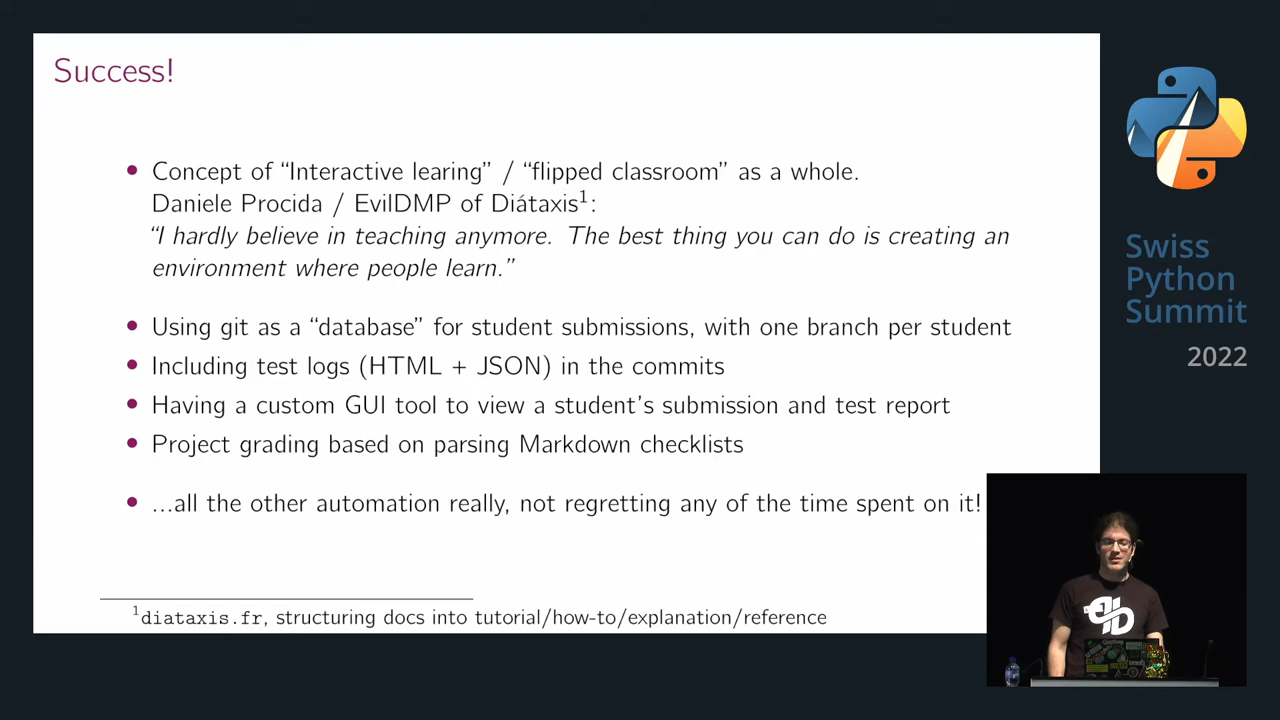 Success!
• Concept of “Interactive learing” / “flipped classroom” as a whole.
Daniele Procida / EvilDMP of Diátaxis¹:
“I hardly believe in teaching anymore. The best thing you can do is creating an
environment where people learn.”
• Using git as a “database” for student submissions, with one branch per student
• Including test logs (HTML + JSON) in the commits
• Having a custom GUI tool to view a student’s submission and test report
• Project grading based on parsing Markdown checklists
• ...all the other automation really, not regretting any of the time spent on it!
¹diataxis.fr, structuring docs into tutorial/how-to/explanation/reference
Swiss
Python
Summit
2022